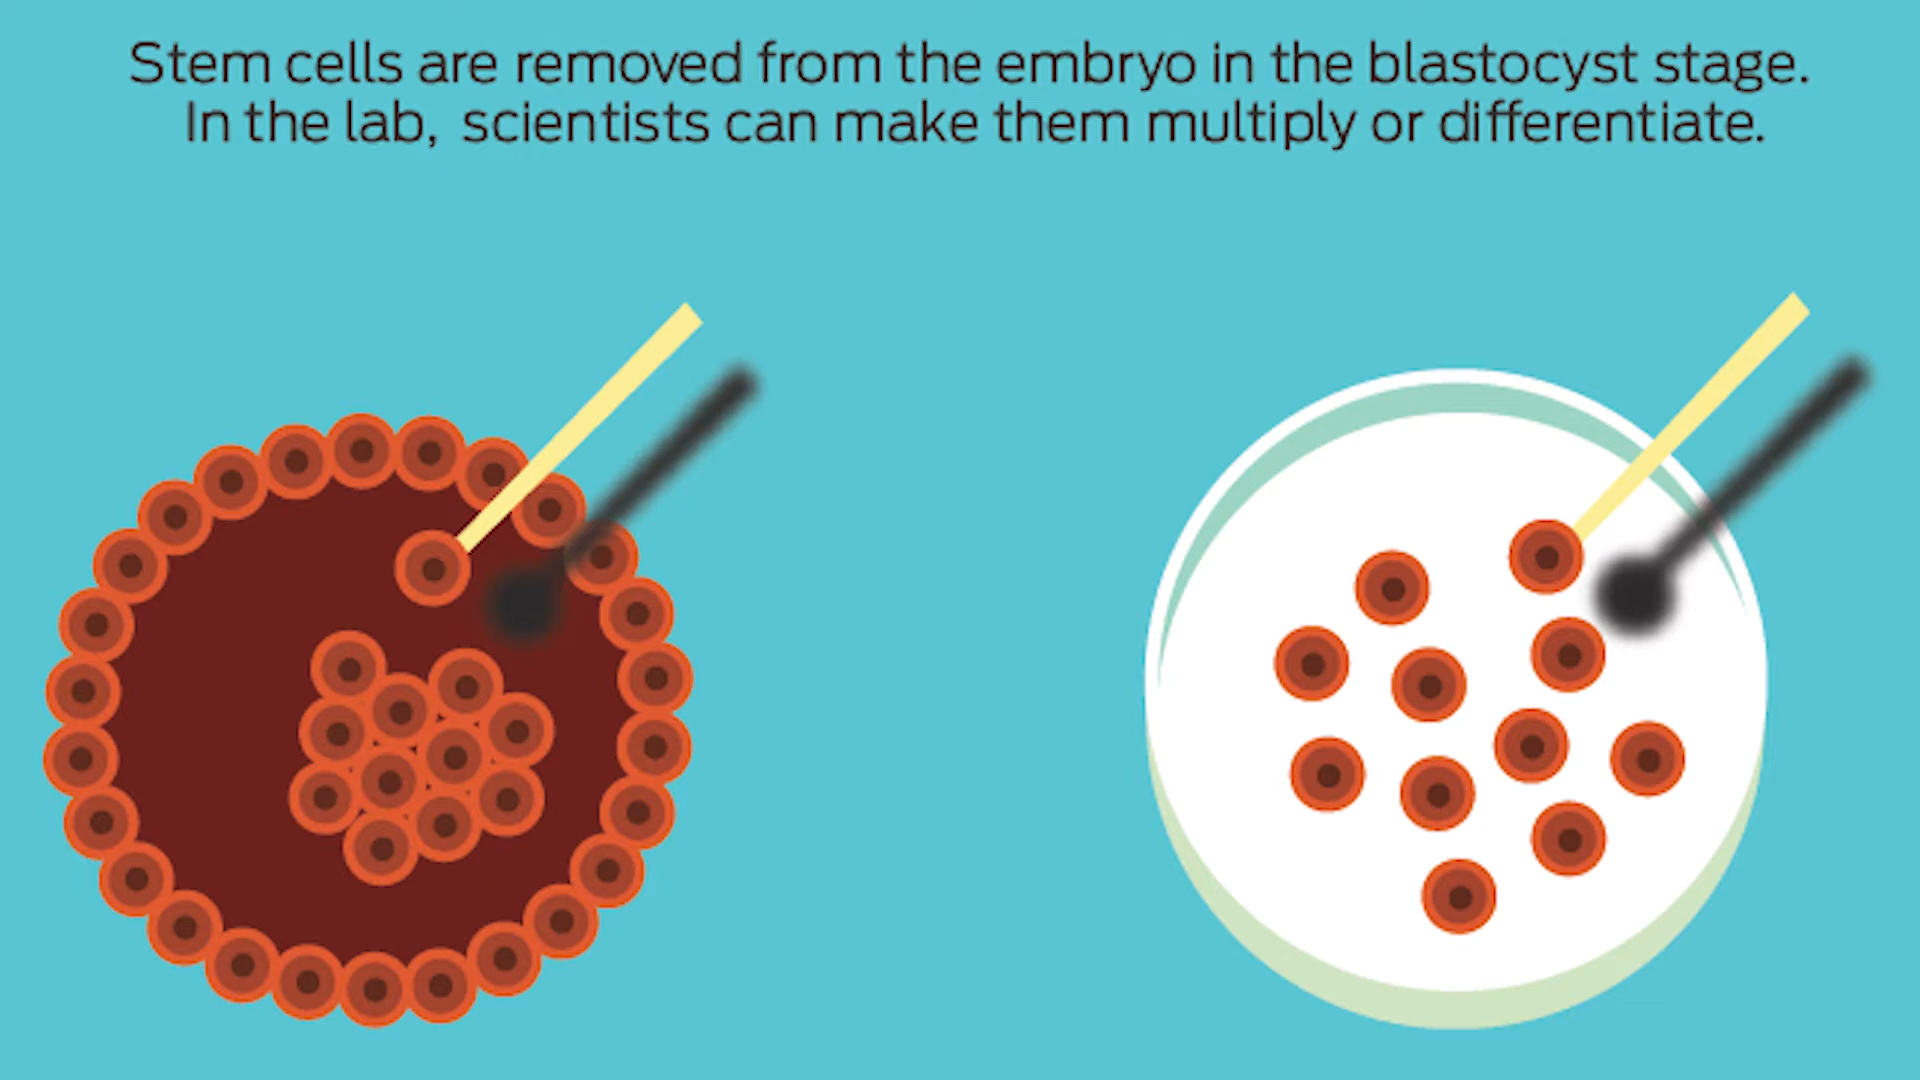 Stem cells are removed from the embryo in the blastocyst stage.
In the lab, scientists can make them multiply or differentiate.